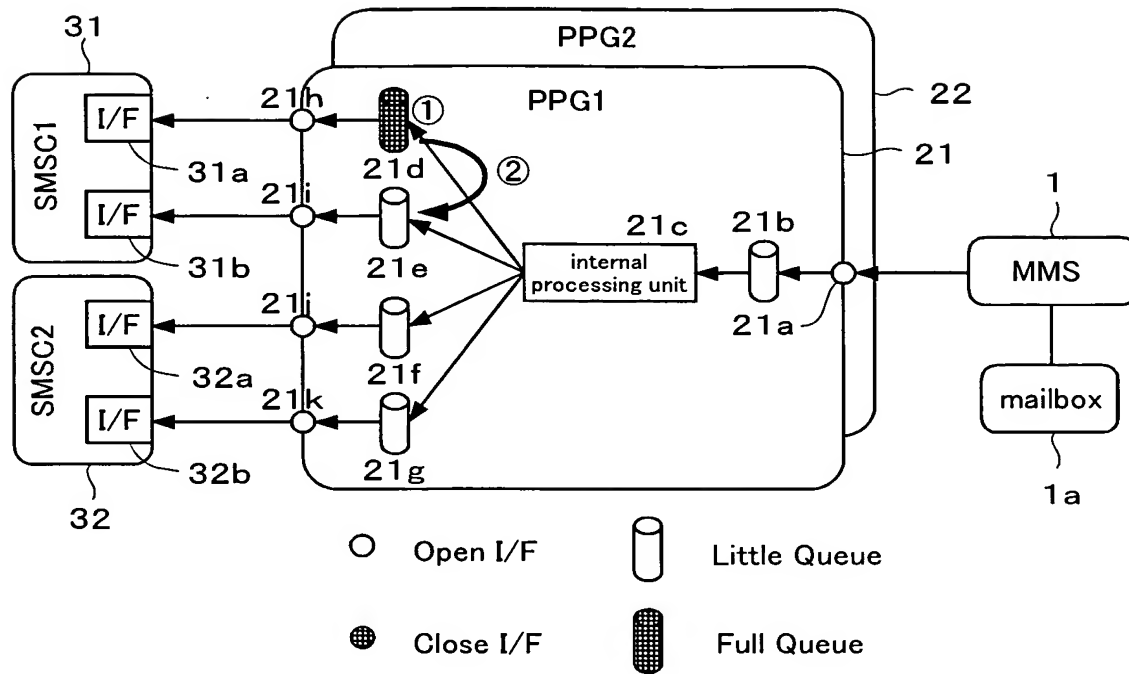 31
PPG2
PPG1
22
21
SMSC1
I/F
31a
21h
①
21d
②
I/F
31b
21i
21e
21c
internal
processing unit
21b
21a
1
MMS
mailbox
1a
SMSC2
I/F
32a
21j
21f
I/F
32b
21k
21g
32
Open I/F
Little Queue
Close I/F
Full Queue